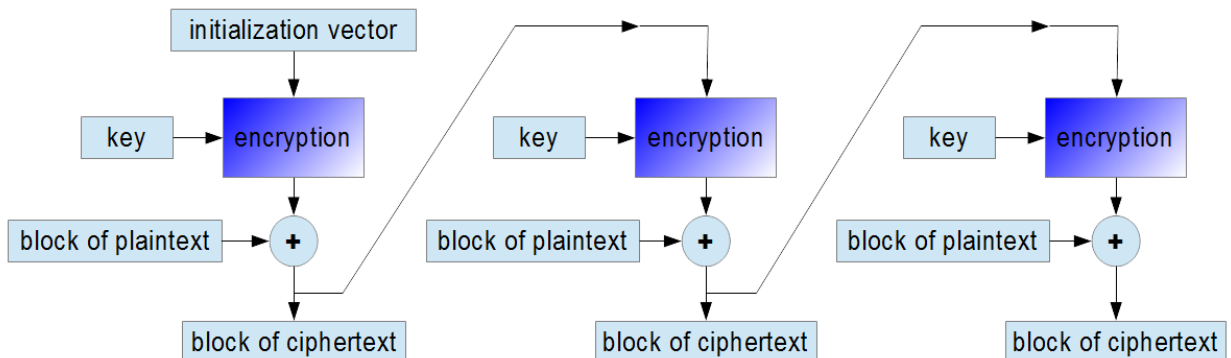 initialization vector
key
encryption
key
encryption
key
encryption
block of plaintext
+
block of plaintext
+
block of plaintext
+
block of ciphertext
block of ciphertext
block of ciphertext